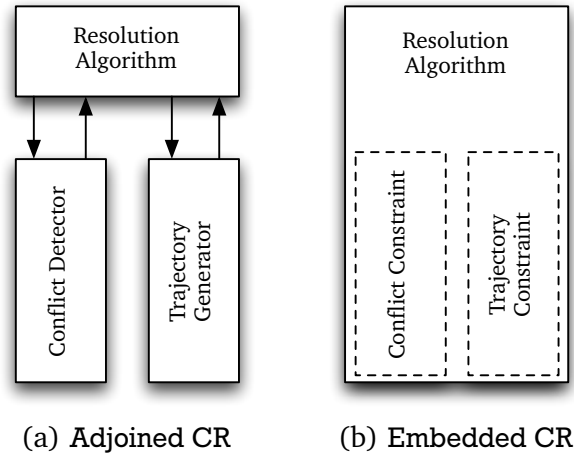 Resolution
Algorithm
Conflict Detector
Trajectory
Generator
(a) Adjoined CR
Resolution
Algorithm
Conflict Constraint
Trajectory
Constraint
(b) Embedded CR